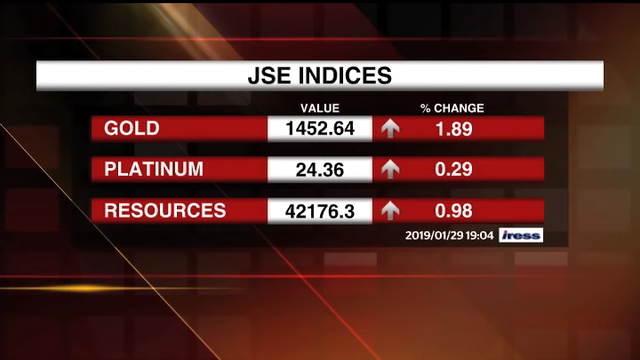 JSE INDICES
VALUE % CHANGE
GOLD 1452.64 1.89
PLATINUM 24.36 0.29
RESOURCES 42176.3 0.98
2019/01/29 19:04 iress